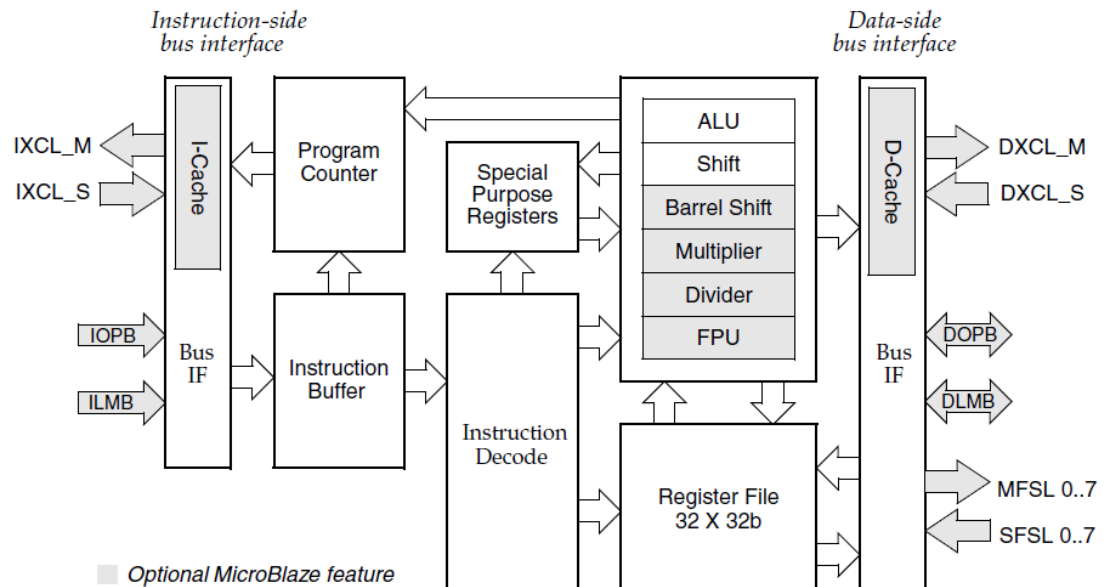 Instruction-side
bus interface
Data-side
bus interface
IXCL_M
IXCL_S
I-Cache
Program
Counter
Special
Purpose
Registers
ALU
Shift
Barrel Shift
Multiplier
Divider
FPU
D-Cache
DXCL_M
DXCL_S
IOPB
ILMB
Bus
IF
Instruction
Buffer
Instruction
Decode
Register File
32 X 32b
Bus
IF
DOPB
DLMB
MFSL 0..7
SFSL 0..7
Optional MicroBlaze feature